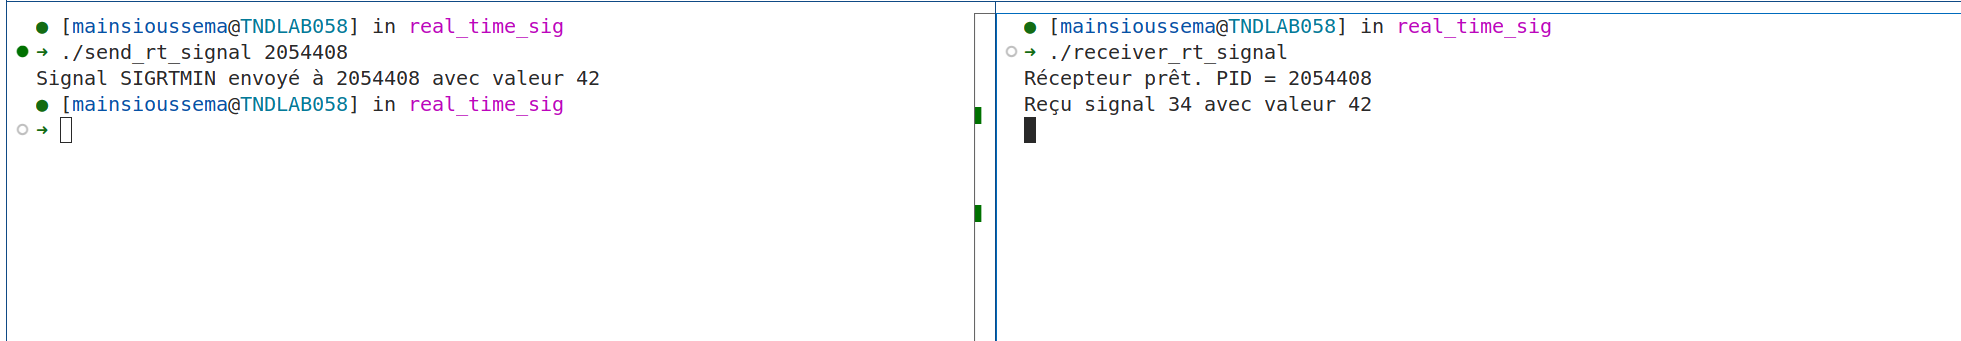 ● [mainsioussema@TNDLAB058] in real_time_sig
➜ ./send_rt_signal 2054408
Signal SIGRTMIN envoyé à 2054408 avec valeur 42
● [mainsioussema@TNDLAB058] in real_time_sig
➜
● [mainsioussema@TNDLAB058] in real_time_sig
➜ ./receiver_rt_signal
Récepteur prêt. PID = 2054408
Reçu signal 34 avec valeur 42